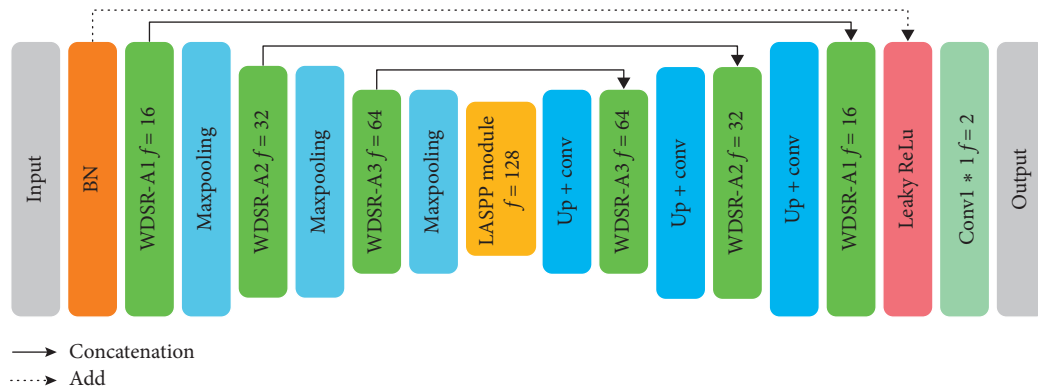 Input
BN
WDSR-A1 f = 16
Maxpooling
WDSR-A2 f = 32
Maxpooling
WDSR-A3 f = 64
Maxpooling
LASPP module
f = 128
Up + conv
WDSR-A3 f = 64
Up + conv
WDSR-A2 f = 32
Up + conv
WDSR-A1 f = 16
Leaky ReLu
Conv1 * 1 f = 2
Output
Concatenation
Add